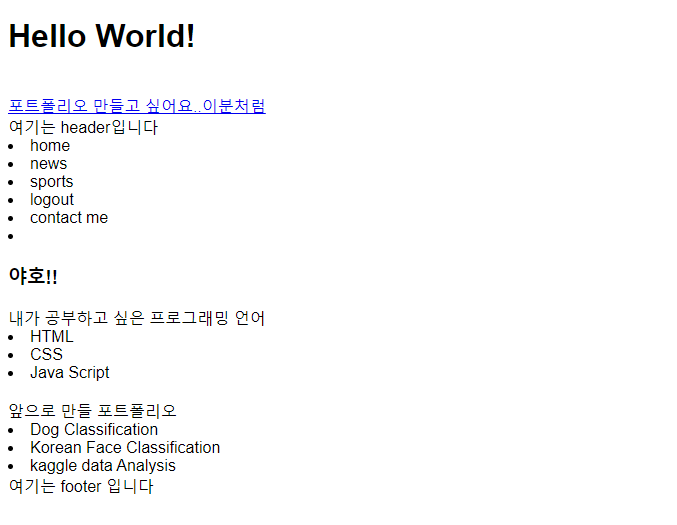 Hello World!
포트폴리오 만들고 싶어요..이분처럼
여기는 header입니다
home
news
sports
logout
contact me
야호!!
내가 공부하고 싶은 프로그래밍 언어
HTML
CSS
Java Script
앞으로 만들 포트폴리오
Dog Classification
Korean Face Classification
kaggle data Analysis
여기는 footer 입니다